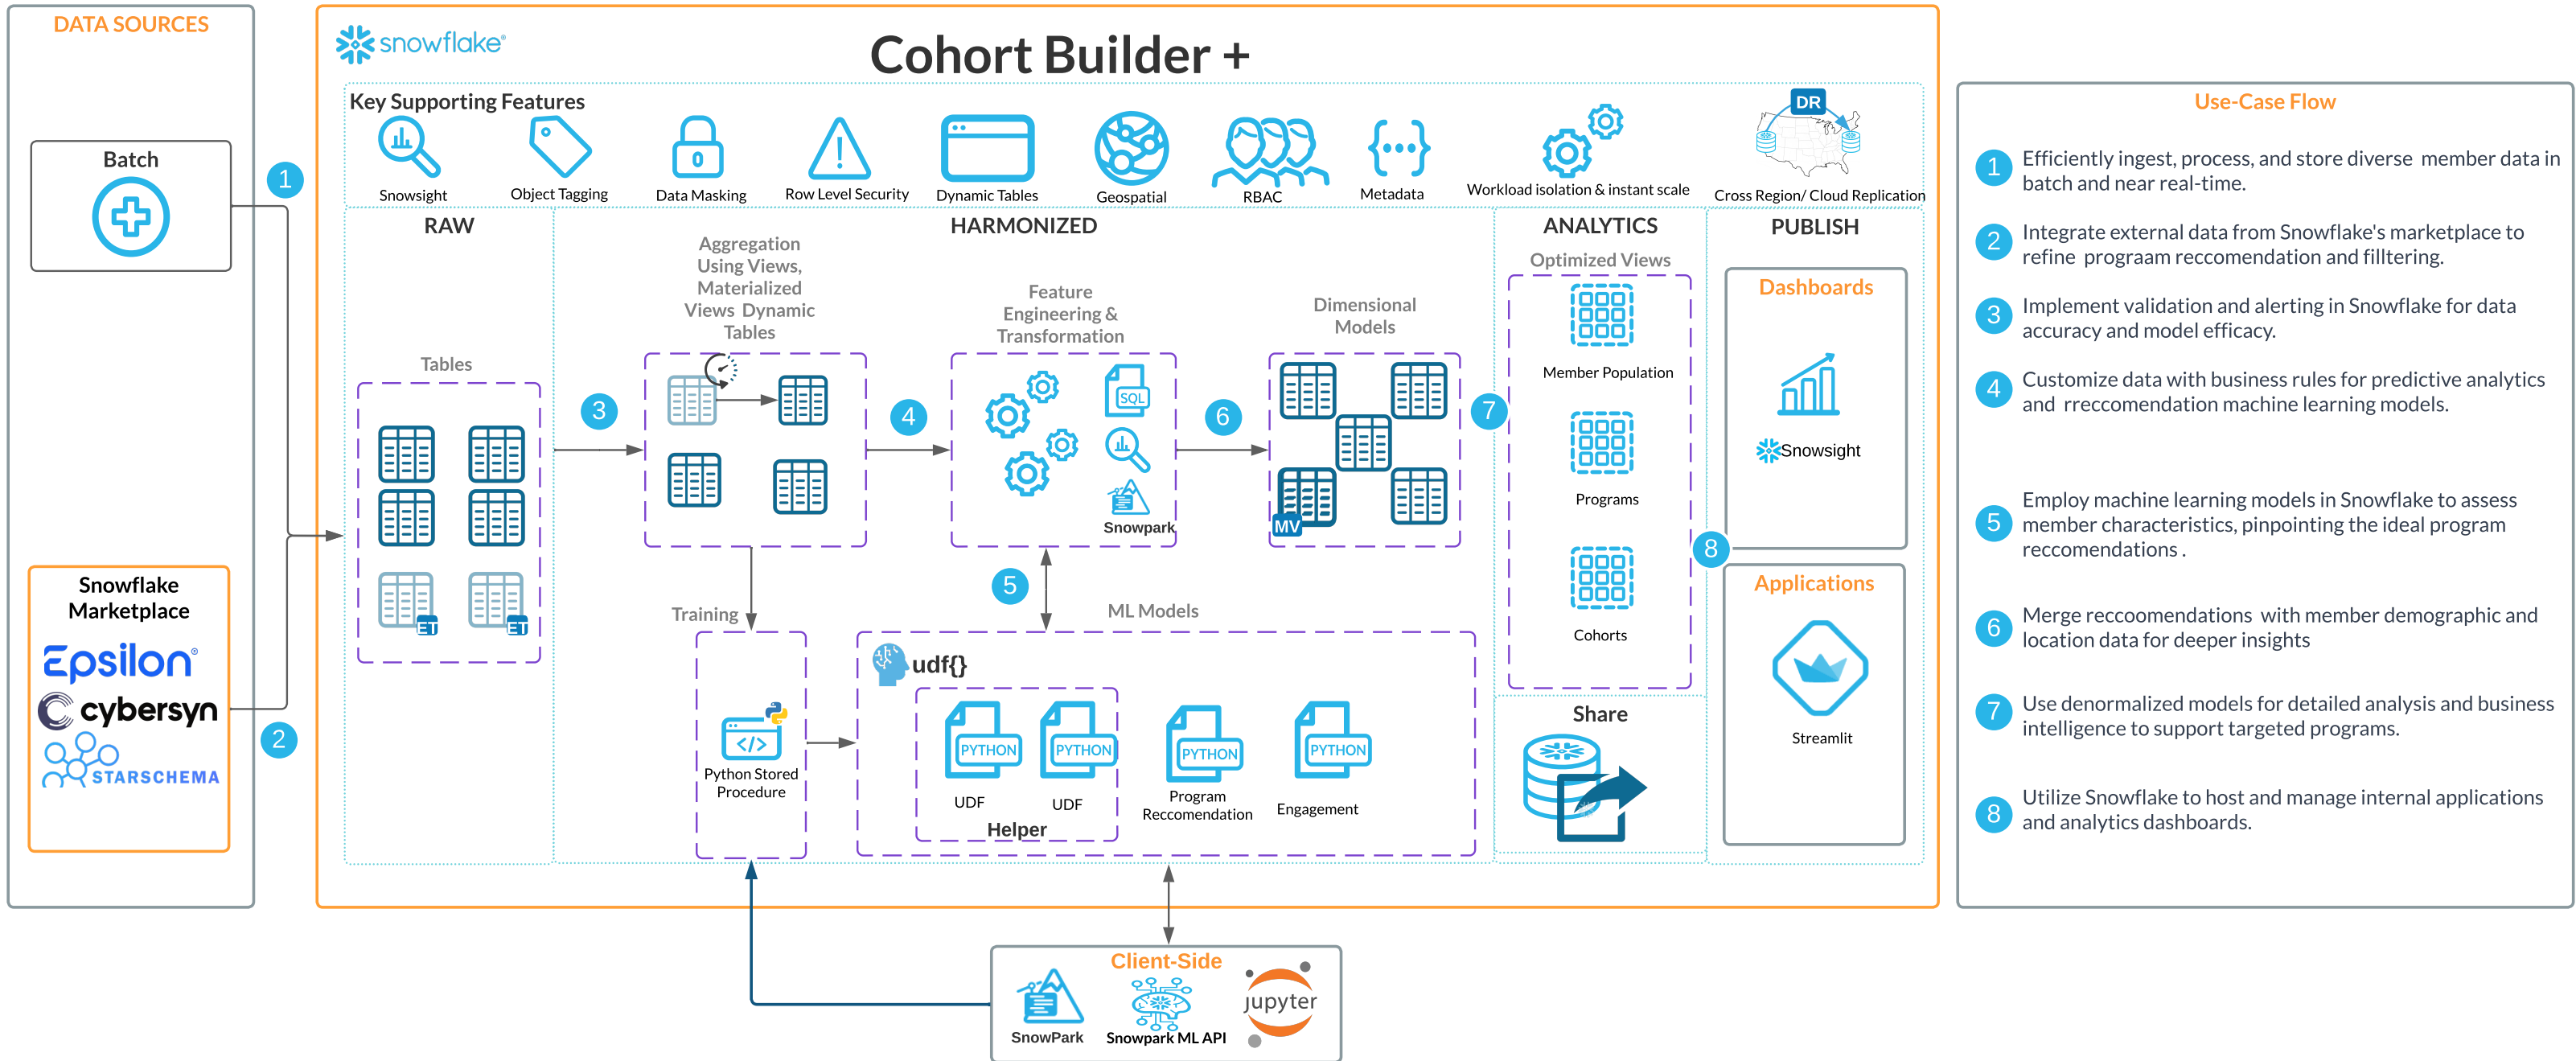 DATA SOURCES
Batch
1
Snowflake
Marketplace
Epsilon®
cybersyn
STARSCHEMA
2
snowflake®
Cohort Builder +
Key Supporting Features
Snowsight
Object Tagging
Data Masking
Row Level Security
Dynamic Tables
Geospatial
RBAC
Metadata
Workload isolation & instant scale
DR
Cross Region/ Cloud Replication
RAW
Tables
ET
ET
HARMONIZED
3
Aggregation
Using Views,
Materialized
Views Dynamic
Tables
4
Feature
Engineering &
Transformation
SQL
Snowpark
6
Dimensional
Models
MV
5
Training
Python Stored
Procedure
ML Models
udf{}
PYTHON
UDF
PYTHON
UDF
Helper
PYTHON
Program
Reccomendation
PYTHON
Engagement
7
ANALYTICS
Optimized Views
Member Population
Programs
Cohorts
Share
8
PUBLISH
Dashboards
Snowsight
Applications
Streamlit
Client-Side
SnowPark
Snowpark ML API
jupyter
Use-Case Flow
1
Efficiently ingest, process, and store diverse member data in
batch and near real-time.
2
Integrate external data from Snowflake's marketplace to
refine prograam reccomendation and filltering.
3
Implement validation and alerting in Snowflake for data
accuracy and model efficacy.
4
Customize data with business rules for predictive analytics
and rreccomendation machine learning models.
5
Employ machine learning models in Snowflake to assess
member characteristics, pinpointing the ideal program
reccomendations .
6
Merge reccoomendations with member demographic and
location data for deeper insights
7
Use denormalized models for detailed analysis and business
intelligence to support targeted programs.
8
Utilize Snowflake to host and manage internal applications
and analytics dashboards.